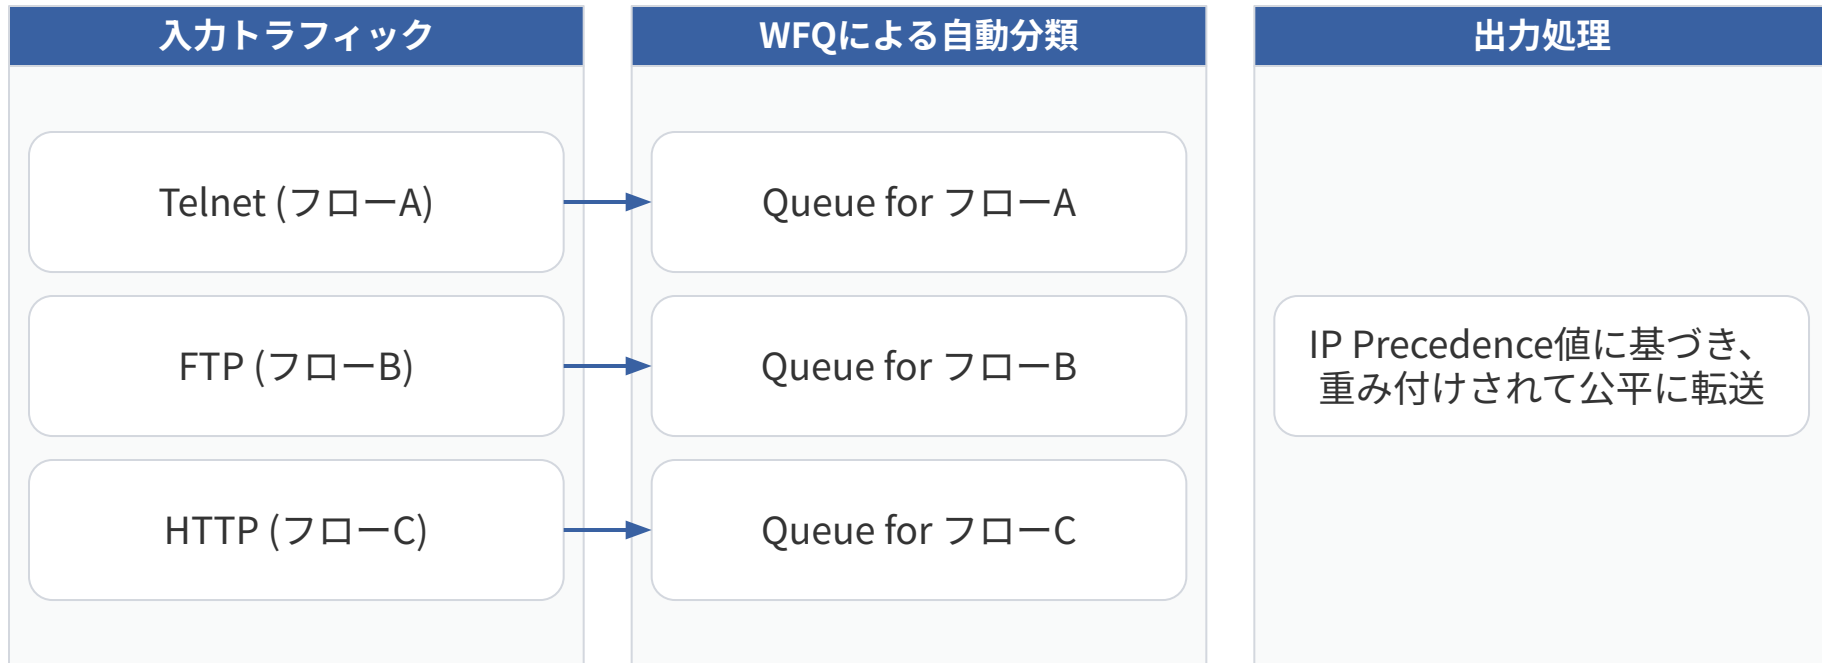 入力トラフィック
Telnet (フローA)
FTP (フローB)
HTTP (フローC)
WFQによる自動分類
Queue for フローA
Queue for フローB
Queue for フローC
出力処理
IP Precedence値に基づき、
重み付けされて公平に転送